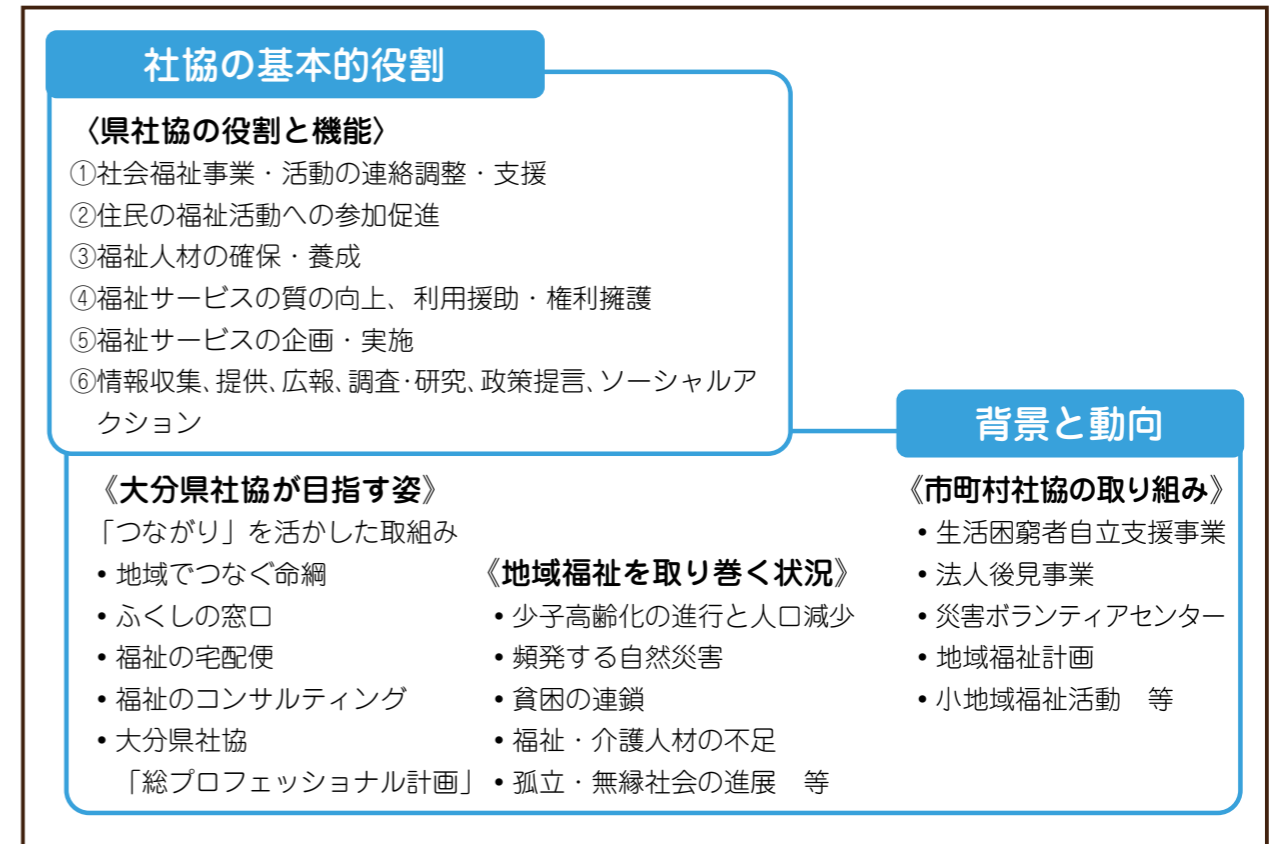 社協の基本的役割
〈県社協の役割と機能〉
①社会福祉事業・活動の連絡調整・支援
②住民の福祉活動への参加促進
③福祉人材の確保・養成
④福祉サービスの質の向上、利用援助・権利擁護
⑤福祉サービスの企画・実施
⑥情報収集、提供、広報、調査・研究、政策提言、ソーシャルア
クション
背景と動向
《大分県社協が目指す姿》
「つながり」を活かした取組み
• 地域でつなぐ命綱
• ふくしの窓口
• 福祉の宅配便
• 福祉のコンサルティング
• 大分県社協
「総プロフェッショナル計画」
《地域福祉を取り巻く状況》
• 少子高齢化の進行と人口減少
• 頻発する自然災害
• 貧困の連鎖
• 福祉・介護人材の不足
• 孤立・無縁社会の進展　等
《市町村社協の取り組み》
• 生活困窮者自立支援事業
• 法人後見事業
• 災害ボランティアセンター
• 地域福祉計画
• 小地域福祉活動　等